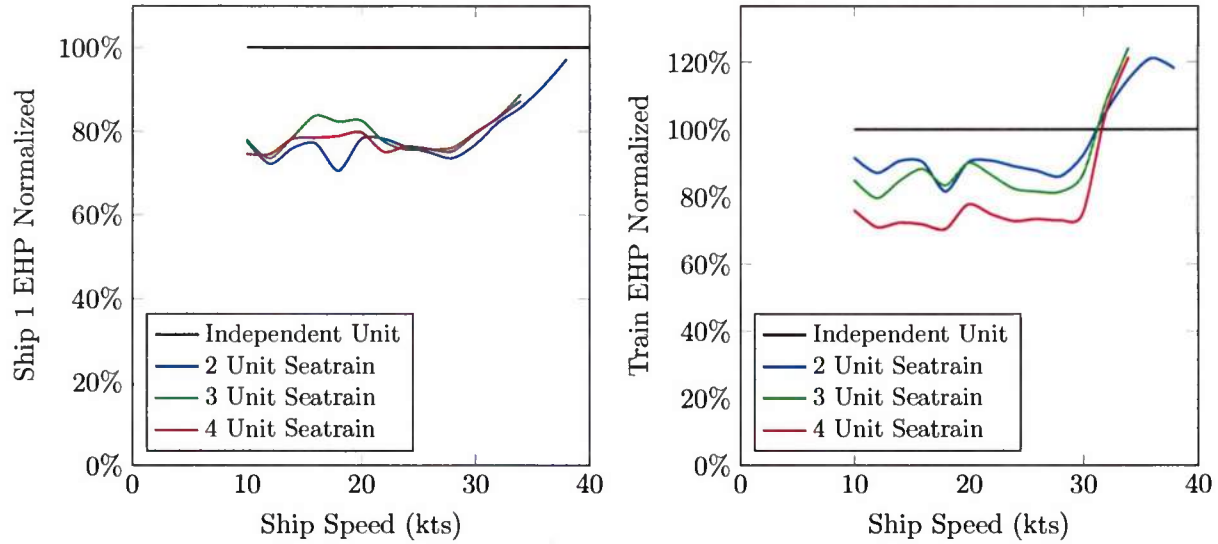 Ship 1 EHP Normalized
100%
80%
60%
40%
20%
0%
Independent Unit
2 Unit Seatrain
3 Unit Seatrain
4 Unit Seatrain
0
10
20
30
40
Ship Speed (kts)
Train EHP Normalized
120%
100%
80%
60%
40%
20%
0%
Independent Unit
2 Unit Seatrain
3 Unit Seatrain
4 Unit Seatrain
0
10
20
30
40
Ship Speed (kts)